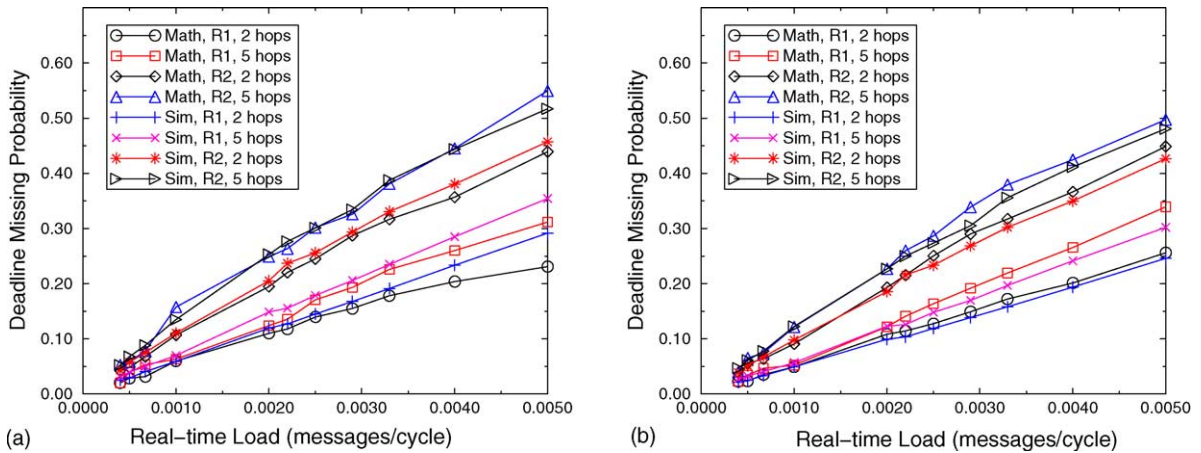 Math, R1, 2 hops
Math, R1, 5 hops
Math, R2, 2 hops
Math, R2, 5 hops
Sim, R1, 2 hops
Sim, R1, 5 hops
Sim, R2, 2 hops
Sim, R2, 5 hops
Deadline Missing Probability
0.60
0.50
0.40
0.30
0.20
0.10
0.00
0.0000 0.0010 0.0020 0.0030 0.0040 0.0050
(a) Real-time Load (messages/cycle)
Math, R1, 2 hops
Math, R1, 5 hops
Math, R2, 2 hops
Math, R2, 5 hops
Sim, R1, 2 hops
Sim, R1, 5 hops
Sim, R2, 2 hops
Sim, R2, 5 hops
Deadline Missing Probability
0.60
0.50
0.40
0.30
0.20
0.10
0.00
0.0000 0.0010 0.0020 0.0030 0.0040 0.0050
(b) Real-time Load (messages/cycle)